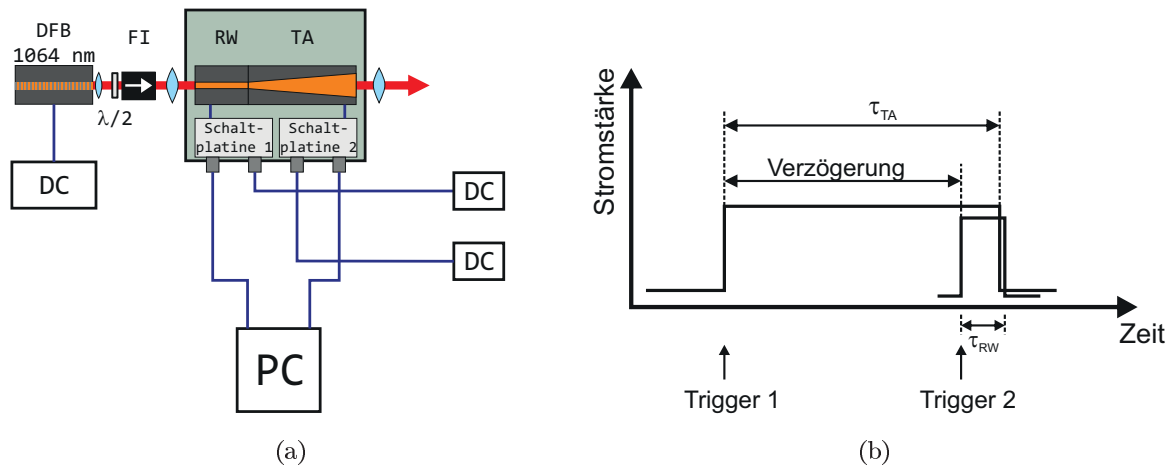 DFB
1064 nm
FI
λ/2
RW
TA
Schalt-
platine 1
Schalt-
platine 2
DC
DC
DC
PC
(a)
Stromstärke
τTA
Verzögerung
τRW
Zeit
Trigger 1
Trigger 2
(b)